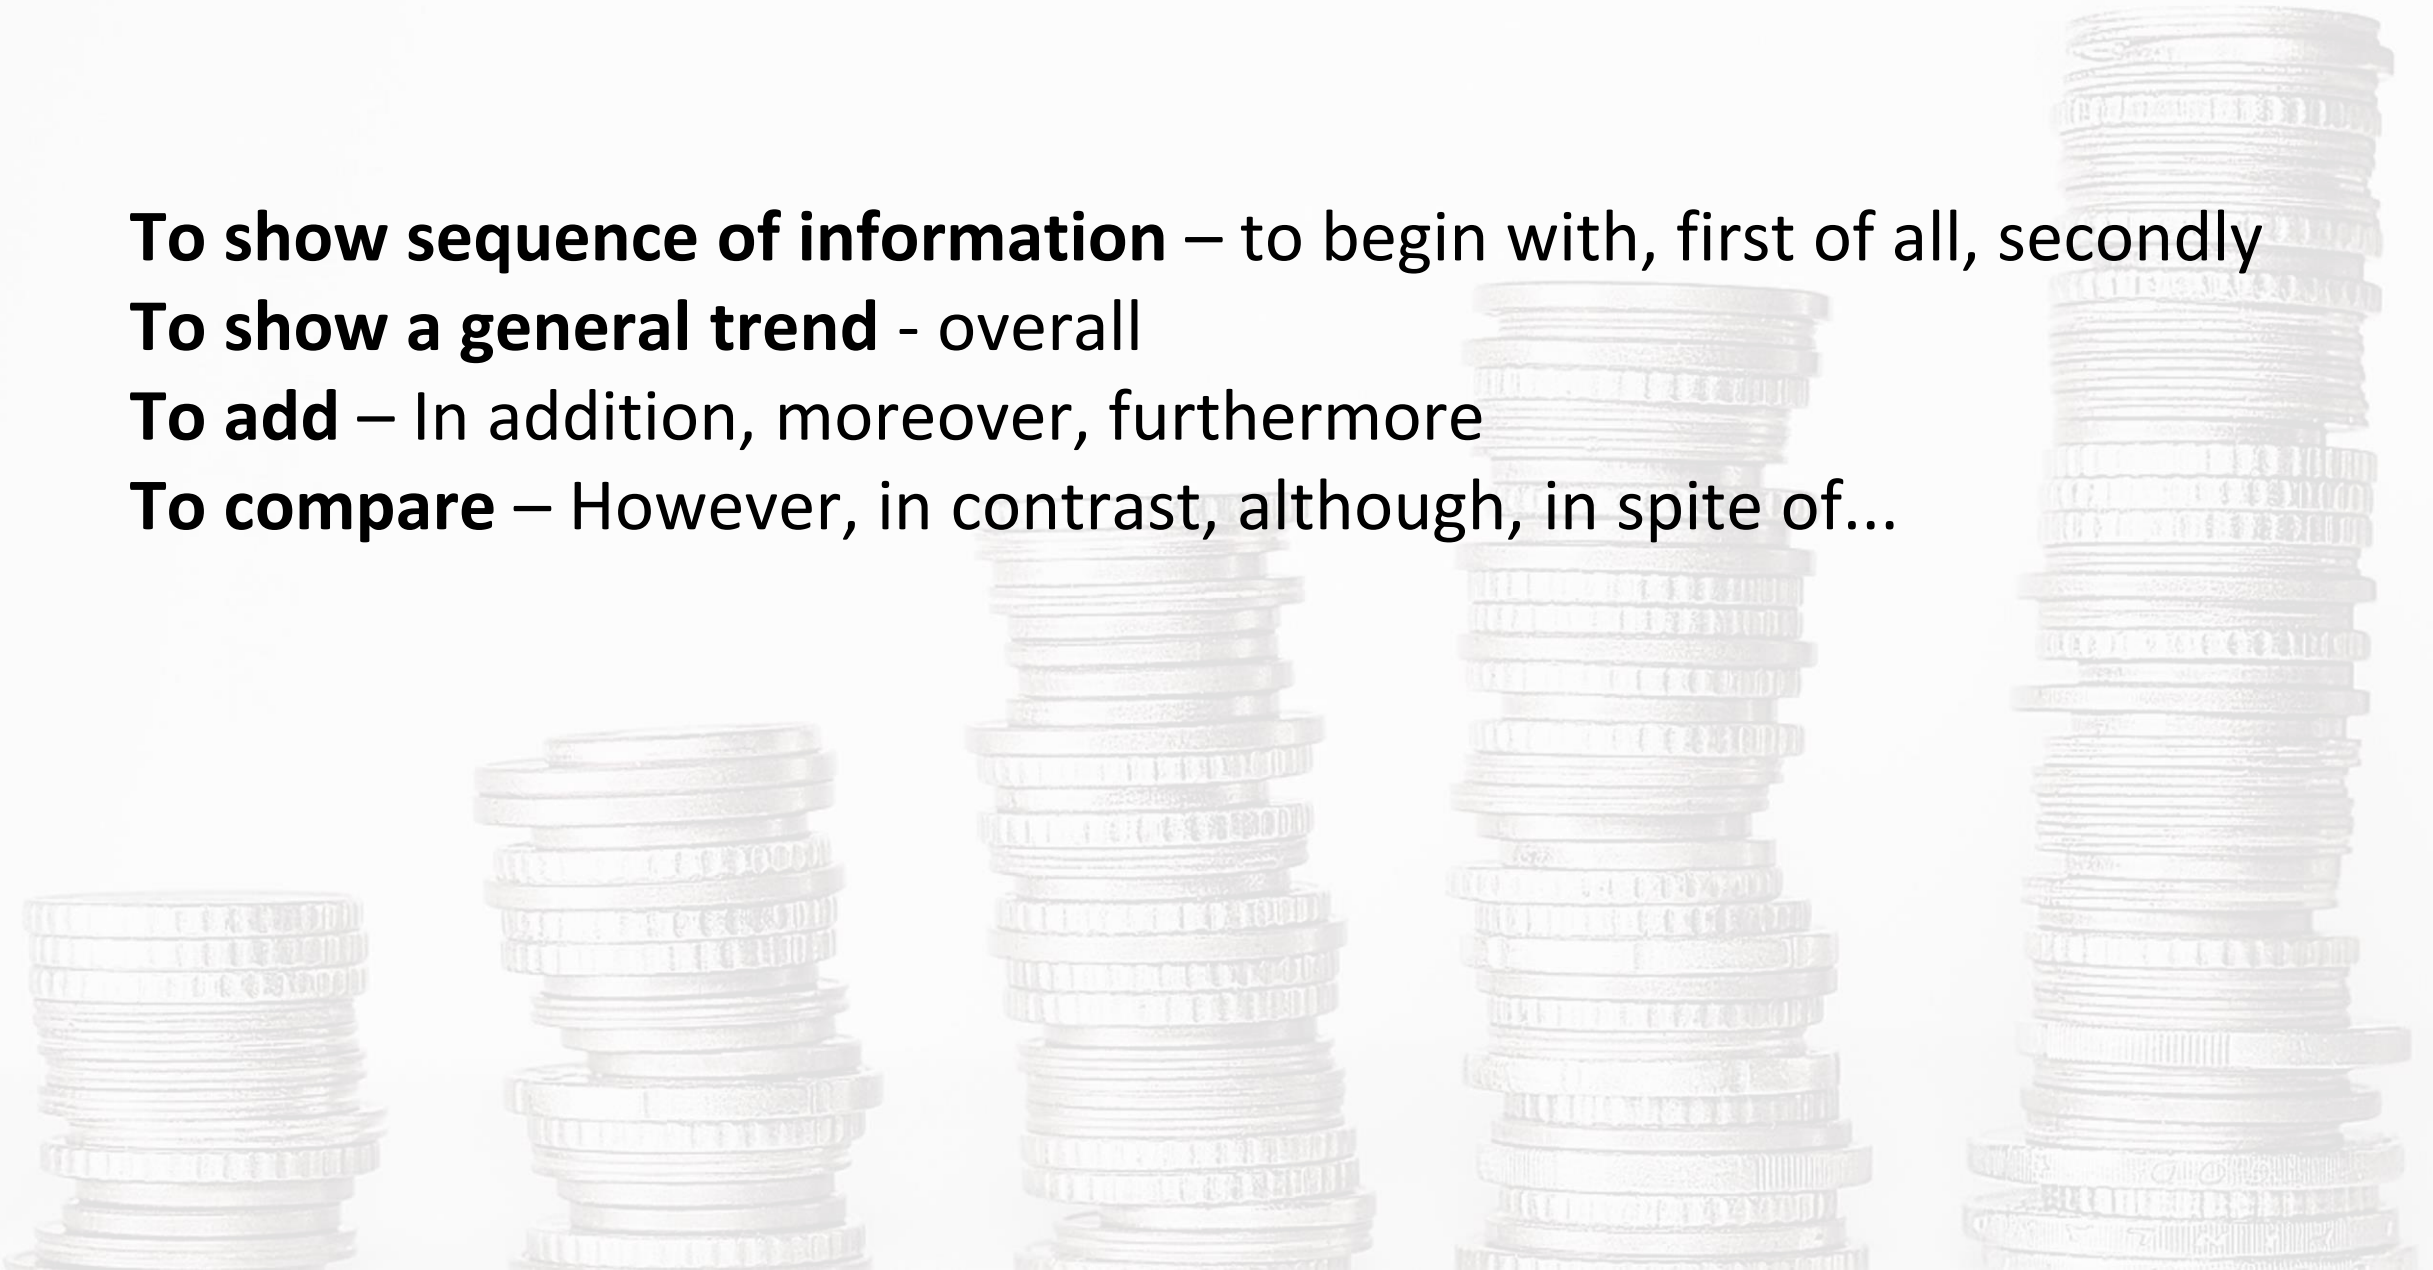 To show sequence of information – to begin with, first of all, secondly
To show a general trend - overall
To add – In addition, moreover, furthermore
To compare – However, in contrast, although, in spite of...